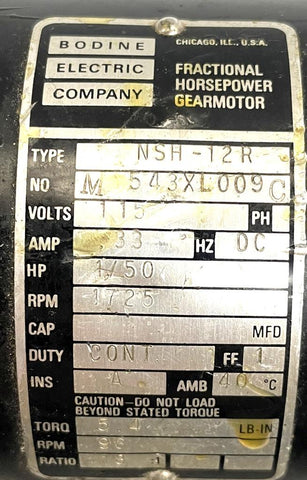 BODINE
ELECTRIC
COMPANY
CHICAGO, ILL., U.S.A.
FRACTIONAL
HORSEPOWER
GEARMOTOR
TYPE NSH-12R
NO M 543XL009 C
VOLTS 115 PH
AMP .33 HZ DC
HP 1/50
RPM 1725
CAP MFD
DUTY CONT FF 1
INS A AMB 40 °C
CAUTION—DO NOT LOAD
BEYOND STATED TORQUE
TORQ LB-IN
RPM
RATIO